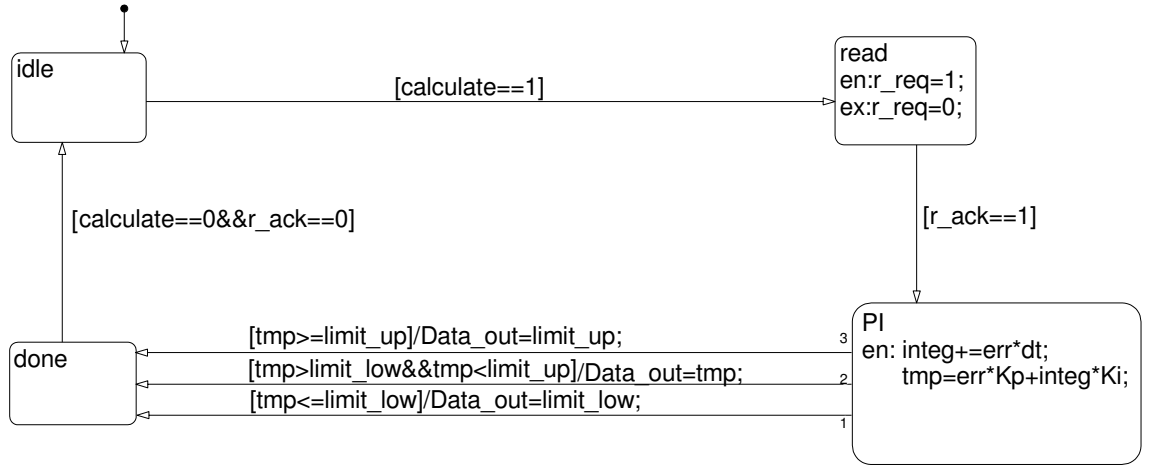 idle
[calculate==1]
read
en:r_req=1;
ex:r_req=0;
[calculate==0&&r_ack==0]
[r_ack==1]
done
[tmp>=limit_up]/Data_out=limit_up;
3
[tmp>limit_low&&tmp<limit_up]/Data_out=tmp;
2
[tmp<=limit_low]/Data_out=limit_low;
1
PI
en: integ+=err*dt;
tmp=err*Kp+integ*Ki;